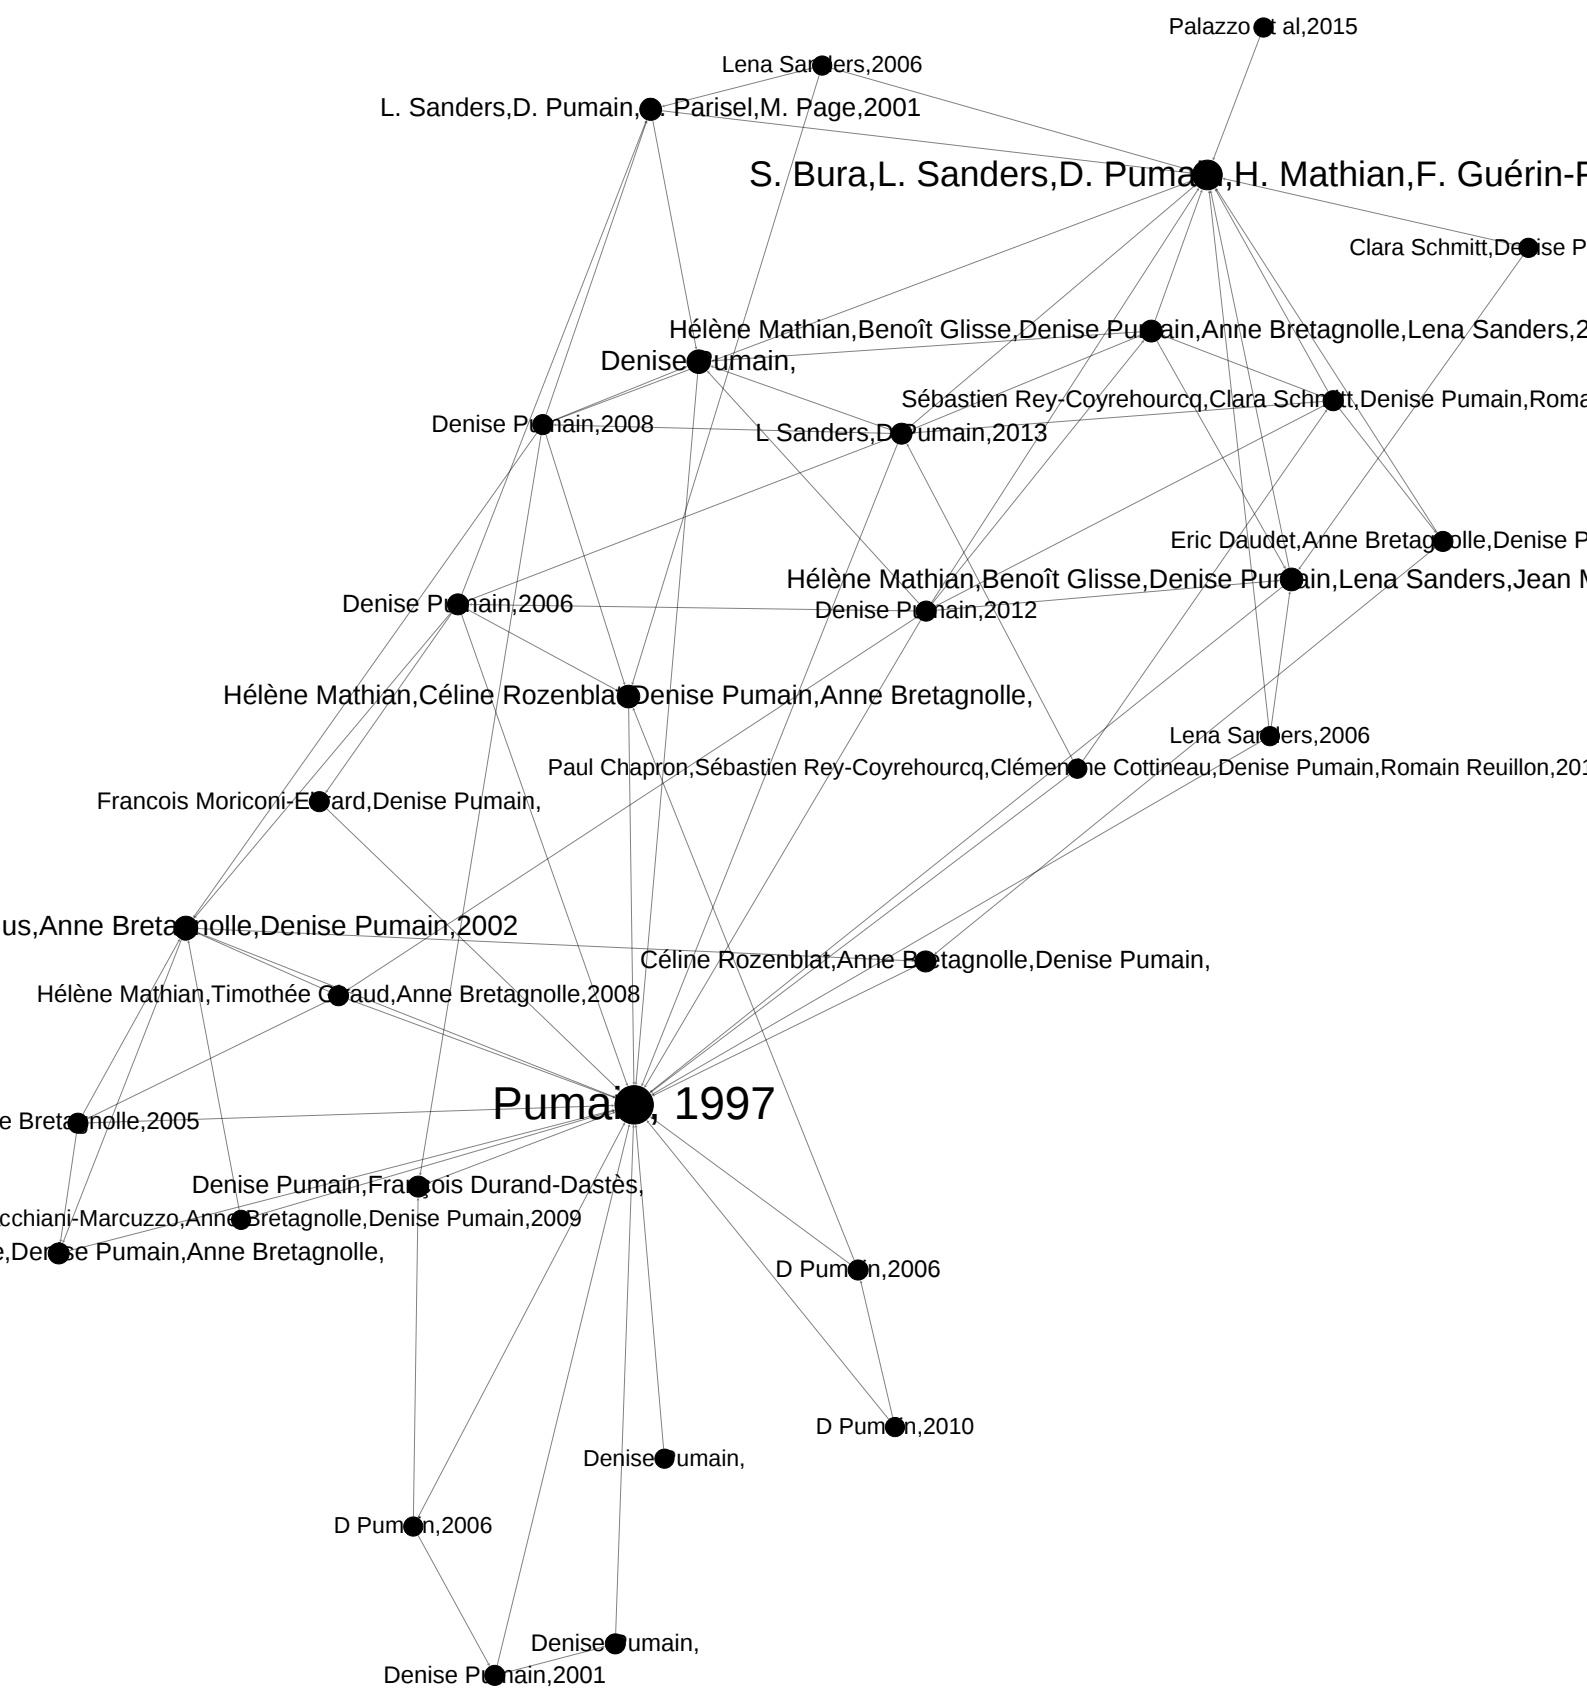 Palazzo et al,2015
Lena Sanders,2006
L. Sanders,D. Pumain, Parisel,M. Page,2001
S. Bura,L. Sanders,D. Pumain,H. Mathian,F. Guérin-P
Clara Schmitt,Denise P
Hélène Mathian,Benoît Glisse,Denise Pumain,Anne Bretagnolle,Lena Sanders,2
Denise Pumain,
Sébastien Rey-Coyrehourcq,Clara Schmitt,Denise Pumain,Roma
Denise Pumain,2008
L Sanders,D Pumain,2013
Eric Daudet,Anne Bretagnolle,Denise P
Hélène Mathian,Benoît Glisse,Denise Pumain,Lena Sanders,Jean M
Denise Pumain,2006
Denise Pumain,2012
Hélène Mathian,Céline Rozenblat,Denise Pumain,Anne Bretagnolle,
Lena Sanders,2006
Paul Chapron,Sébastien Rey-Coyrehourcq,Clémentine Cottineau,Denise Pumain,Romain Reuillon,201
Francois Moriconi-Ebrard,Denise Pumain,
us,Anne Bretagnolle,Denise Pumain,2002
Céline Rozenblat,Anne Bretagnolle,Denise Pumain,
Hélène Mathian,Timothée Giraud,Anne Bretagnolle,2008
Pumain, 1997
e Bretagnolle,2005
Denise Pumain,François Durand-Dastès,
cchiani-Marcuzzo,Anne Bretagnolle,Denise Pumain,2009
e,Denise Pumain,Anne Bretagnolle,
D Pumain,2006
D Pumain,2010
Denise Pumain,
D Pumain,2006
Denise Pumain,
Denise Pumain,2001